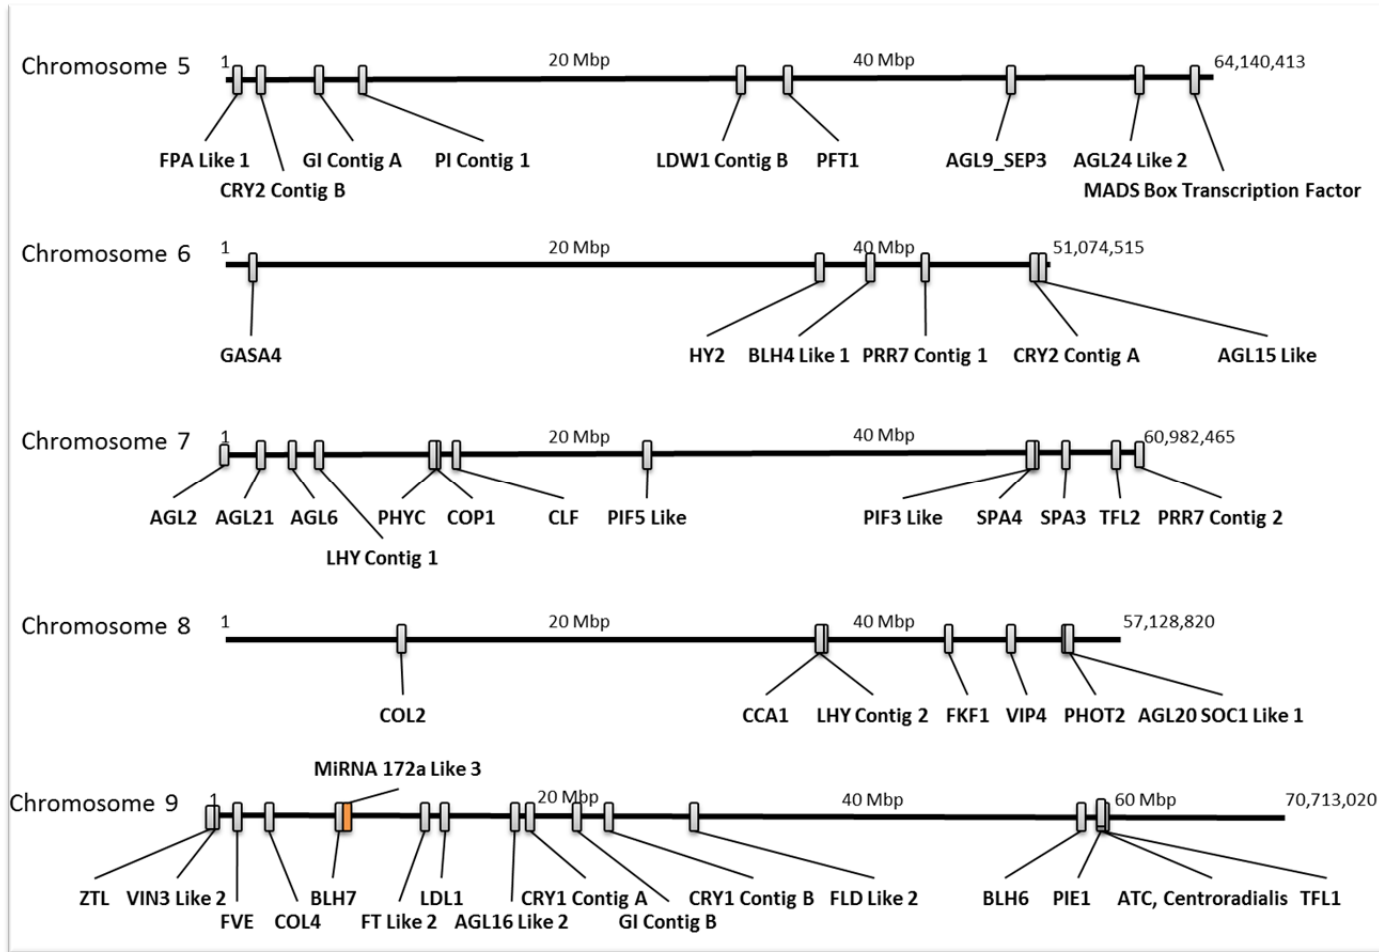 Chromosome 5 1 20 Mbp 40 Mbp 64,140,413
FPA Like 1 GI Contig A PI Contig 1 LDW1 Contig B PFT1 AGL9_SEP3 AGL24 Like 2
CRY2 Contig B MADS Box Transcription Factor
Chromosome 6 1 20 Mbp 40 Mbp 51,074,515
GASA4 HY2 BLH4 Like 1 PRR7 Contig 1 CRY2 Contig A AGL15 Like
Chromosome 7 1 20 Mbp 40 Mbp 60,982,465
AGL2 AGL21 AGL6 PHYC COP1 CLF PIF5 Like PIF3 Like SPA4 SPA3 TFL2 PRR7 Contig 2
LHY Contig 1
Chromosome 8 1 20 Mbp 40 Mbp 57,128,820
COL2 CCA1 LHY Contig 2 FKF1 VIP4 PHOT2 AGL20 SOC1 Like 1
MiRNA 172a Like 3
Chromosome 9 1 20 Mbp 40 Mbp 60 Mbp 70,713,020
ZTL VIN3 Like 2 BLH7 LDL1 CRY1 Contig A CRY1 Contig B FLD Like 2 BLH6 PIE1 ATC, Centroradialis TFL1
FVE COL4 FT Like 2 AGL16 Like 2 GI Contig B